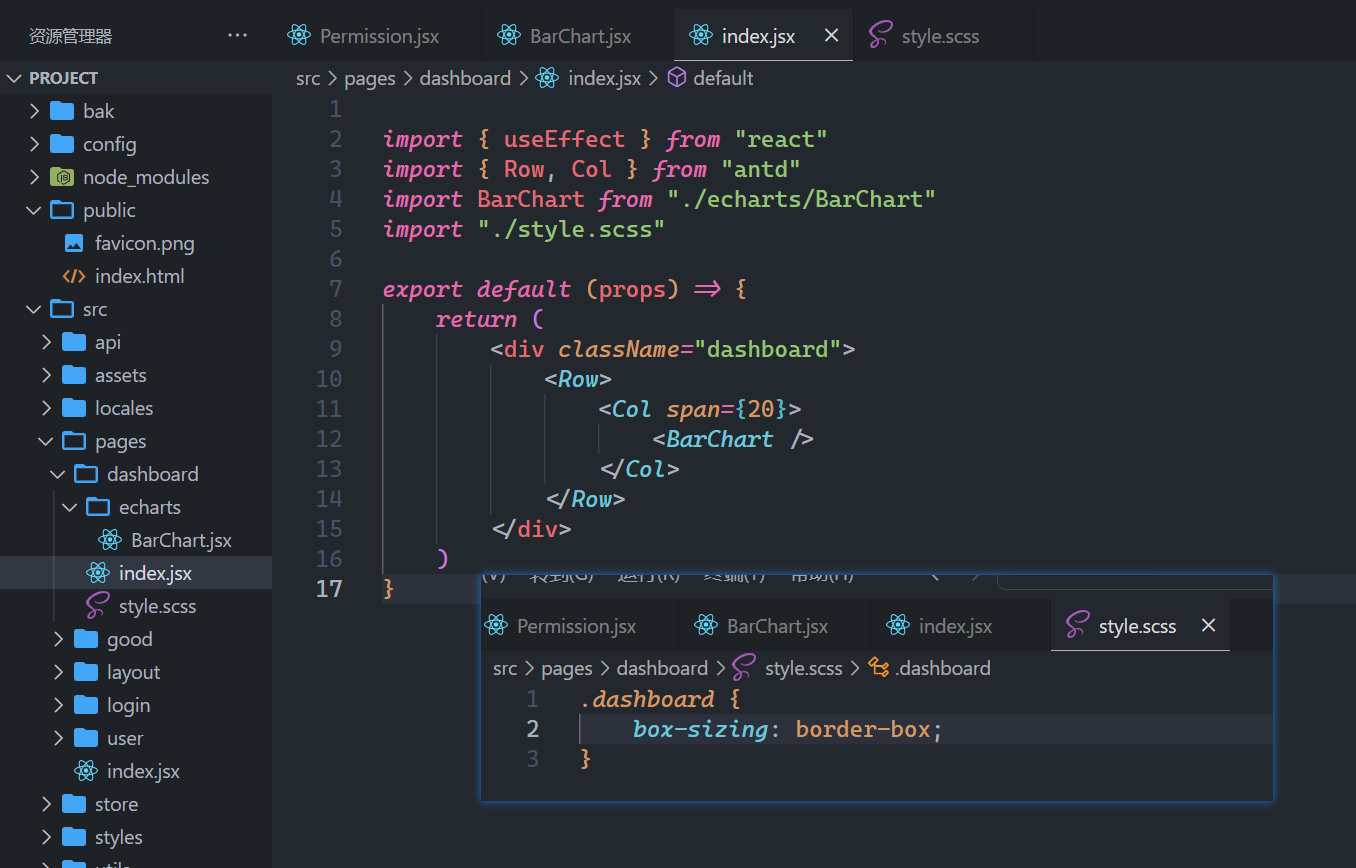 资源管理器 ···
Permission.jsx BarChart.jsx index.jsx style.scss
PROJECT
bak
config
node_modules
public
favicon.png
index.html
src
api
assets
locales
pages
dashboard
echarts
BarChart.jsx
index.jsx
style.scss
good
layout
login
user
index.jsx
store
styles
src > pages > dashboard > index.jsx > default
1
2 import { useEffect } from "react"
3 import { Row, Col } from "antd"
4 import BarChart from "./echarts/BarChart"
5 import "./style.scss"
6
7 export default (props) => {
8 return (
9 <div className="dashboard">
10 <Row>
11 <Col span={20}>
12 <BarChart />
13 </Col>
14 </Row>
15 </div>
16 )
17 }
Permission.jsx BarChart.jsx index.jsx style.scss
src > pages > dashboard > style.scss > .dashboard
1 .dashboard {
2 box-sizing: border-box;
3 }